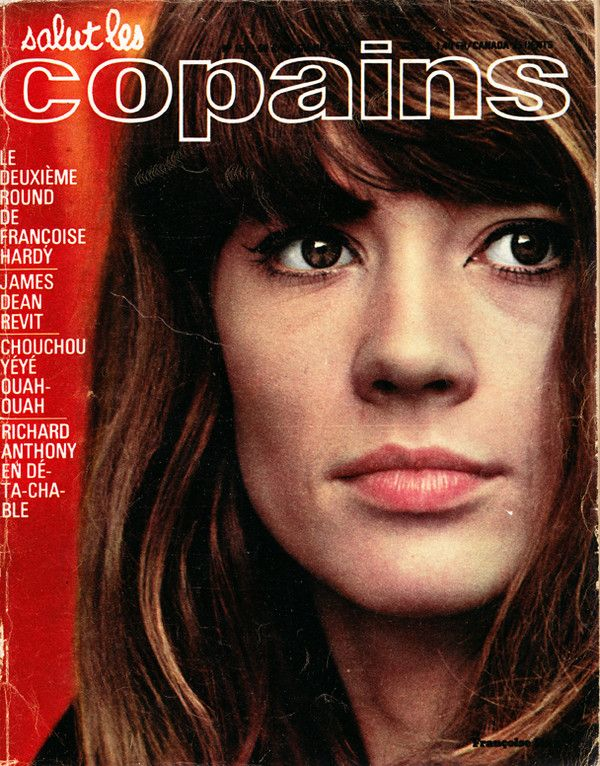 salut les
copains
LE
DEUXIÈME
ROUND
DE
FRANÇOISE
HARDY
JAMES
DEAN
REVIT
CHOUCHOU
YÉYÉ
OUAH-
OUAH
RICHARD
ANTHONY
EN DÉ-
TA-CHA-
BLE
Françoise